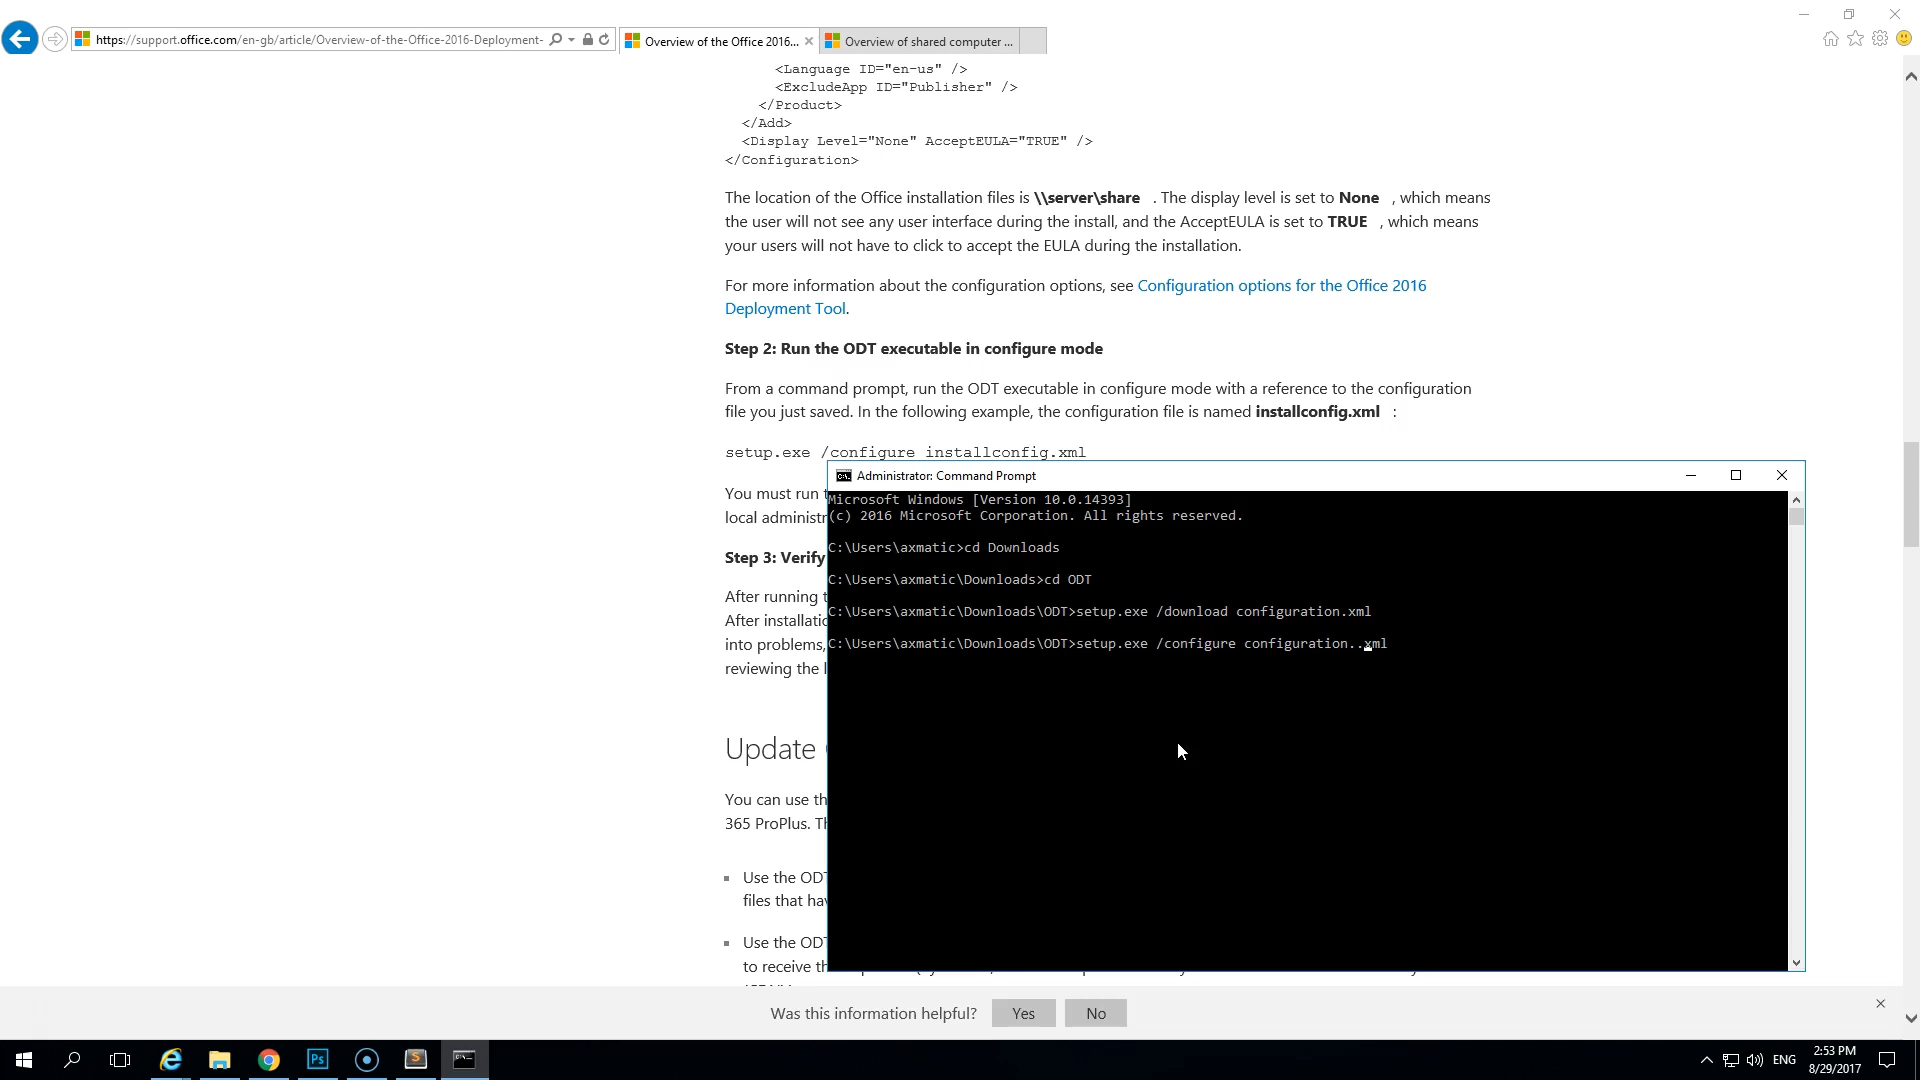 https://support.office.com/en-gb/article/Overview-of-the-Office-2016-Deployment-
Overview of the Office 2016...
Overview of shared computer ...
<Language ID="en-us" />
<ExcludeApp ID="Publisher" />
</Product>
</Add>
<Display Level="None" AcceptEULA="TRUE" />
</Configuration>
The location of the Office installation files is \\server\share . The display level is set to None , which means
the user will not see any user interface during the install, and the AcceptEULA is set to TRUE , which means
your users will not have to click to accept the EULA during the installation.
For more information about the configuration options, see Configuration options for the Office 2016
Deployment Tool.
Step 2: Run the ODT executable in configure mode
From a command prompt, run the ODT executable in configure mode with a reference to the configuration
file you just saved. In the following example, the configuration file is named installconfig.xml :
setup.exe /configure installconfig.xml
You must run t
local administr
Step 3: Verify
After running t
After installatio
into problems,
reviewing the l
Administrator: Command Prompt
Microsoft Windows [Version 10.0.14393]
(c) 2016 Microsoft Corporation. All rights reserved.
C:\Users\axmatic>cd Downloads
C:\Users\axmatic\Downloads>cd ODT
C:\Users\axmatic\Downloads\ODT>setup.exe /download configuration.xml
C:\Users\axmatic\Downloads\ODT>setup.exe /configure configuration..xml
Update
You can use th
365 ProPlus. Th
Use the ODT
files that hav
Use the ODT
to receive th
Was this information helpful?
Yes
No
ENG
2:53 PM
8/29/2017